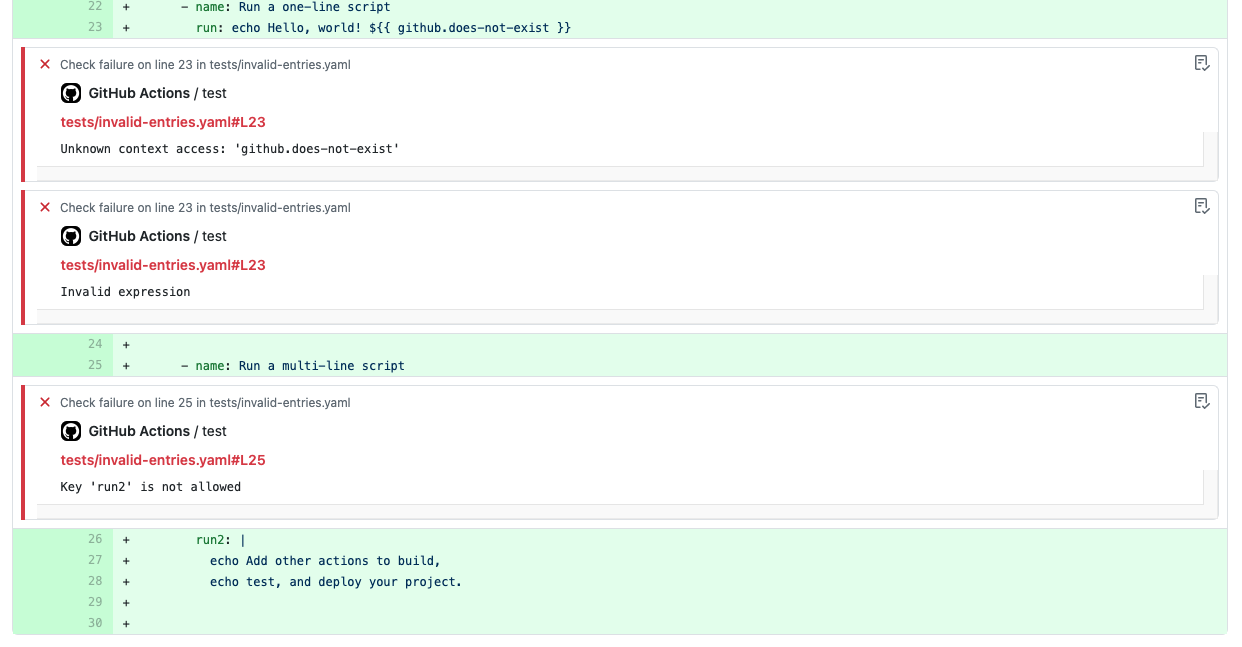 22 + - name: Run a one-line script
23 + run: echo Hello, world! ${{ github.does-not-exist }}
Check failure on line 23 in tests/invalid-entries.yaml
GitHub Actions / test
tests/invalid-entries.yaml#L23
Unknown context access: 'github.does-not-exist'
Check failure on line 23 in tests/invalid-entries.yaml
GitHub Actions / test
tests/invalid-entries.yaml#L23
Invalid expression
24 +
25 + - name: Run a multi-line script
Check failure on line 25 in tests/invalid-entries.yaml
GitHub Actions / test
tests/invalid-entries.yaml#L25
Key 'run2' is not allowed
26 + run2: |
27 + echo Add other actions to build,
28 + echo test, and deploy your project.
29 +
30 +